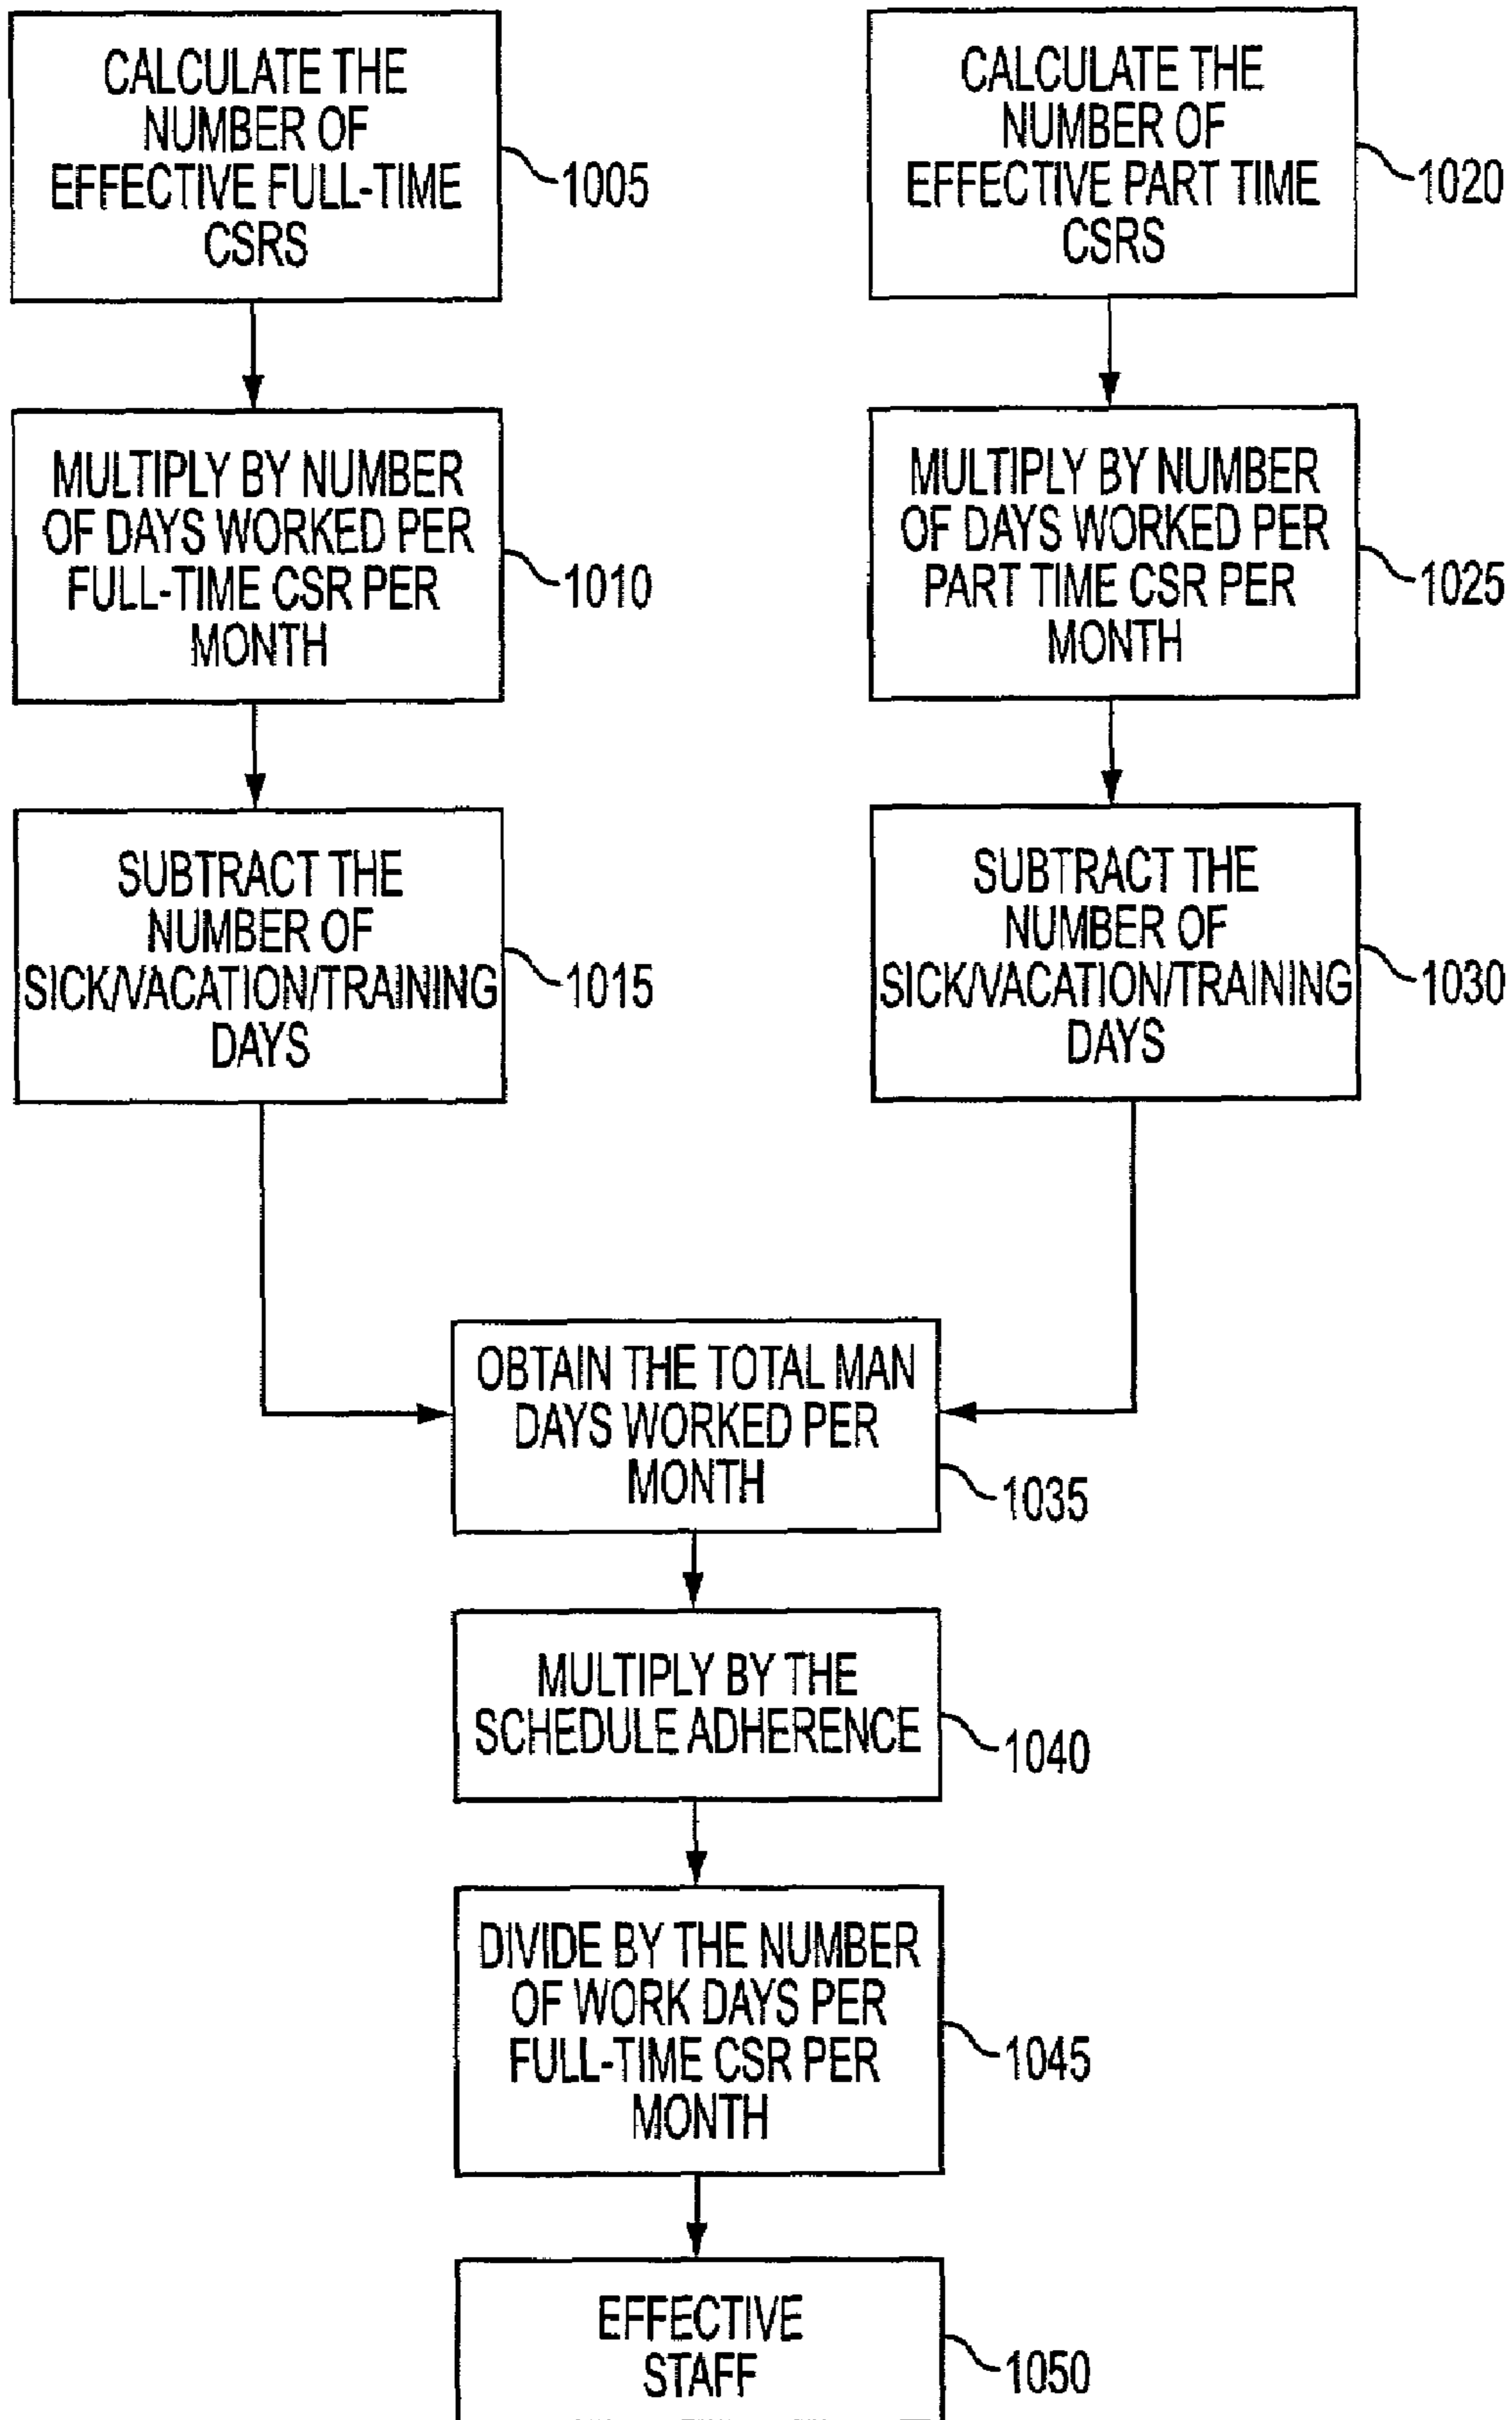 CALCULATE THE
NUMBER OF
EFFECTIVE FULL-TIME
CSRS
1005
MULTIPLY BY NUMBER
OF DAYS WORKED PER
FULL-TIME CSR PER
MONTH
1010
SUBTRACT THE
NUMBER OF
SICK/VACATION/TRAINING
DAYS
1015
CALCULATE THE
NUMBER OF
EFFECTIVE PART TIME
CSRS
1020
MULTIPLY BY NUMBER
OF DAYS WORKED PER
PART TIME CSR PER
MONTH
1025
SUBTRACT THE
NUMBER OF
SICK/VACATION/TRAINING
DAYS
1030
OBTAIN THE TOTAL MAN
DAYS WORKED PER
MONTH
1035
MULTIPLY BY THE
SCHEDULE ADHERENCE
1040
DIVIDE BY THE NUMBER
OF WORK DAYS PER
FULL-TIME CSR PER
MONTH
1045
EFFECTIVE
STAFF
1050